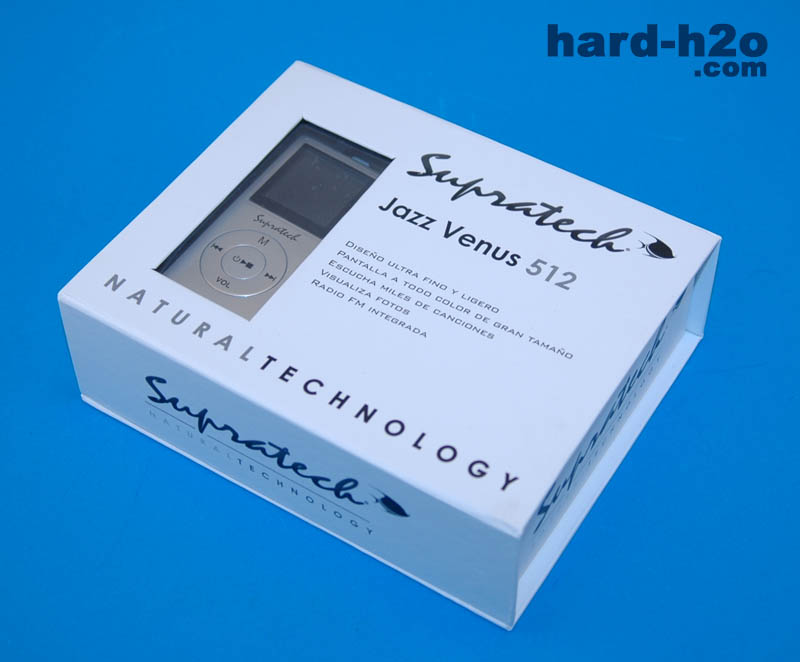 hard-h2o
.com
Supratech
Jazz Venus 512
DISEÑO ULTRA FINO Y LIGERO
PANTALLA A TODO COLOR DE GRAN TAMAÑO
ESCUCHA MILES DE CANCIONES
VISUALIZA FOTOS
RADIO FM INTEGRADA
Supratech
M
VOL
NATURALTECHNOLOGY
Supratech
NATURALTECHNOLOGY
Supratech